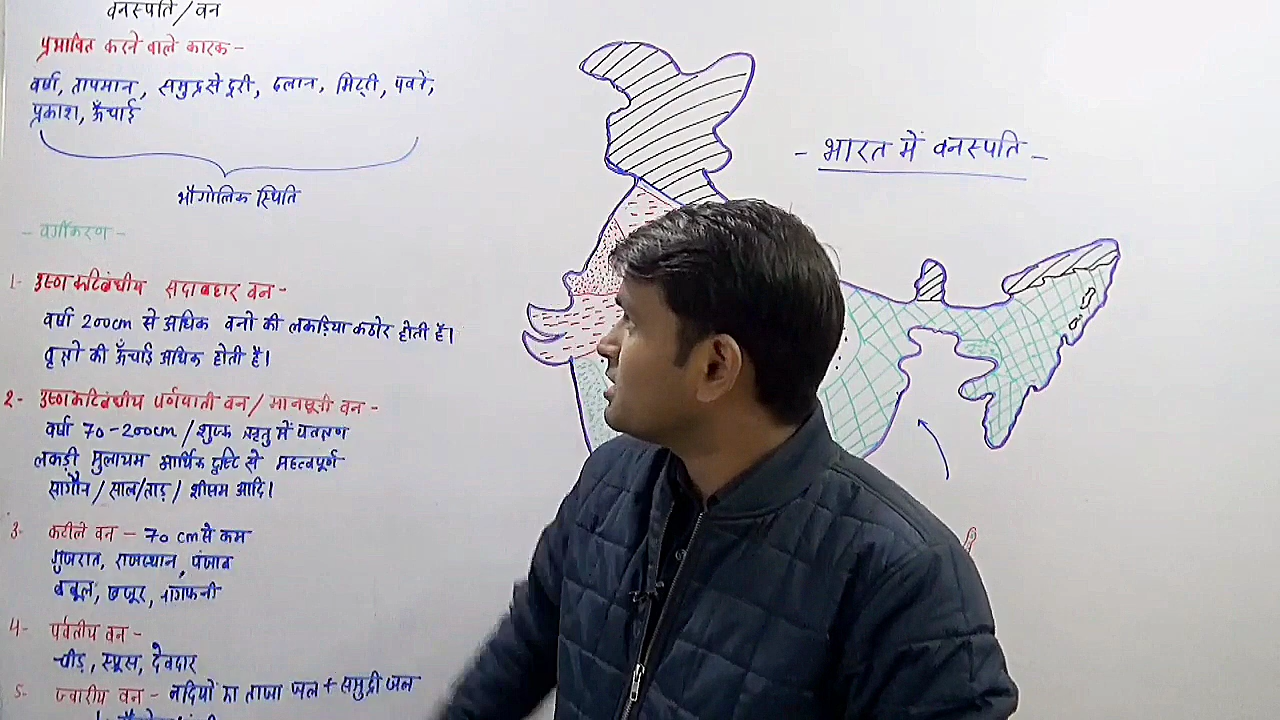 वनस्पति / वन
प्रभावित करने वाले कारक -
वर्षा, तापमान, समुद्र से दूरी, ढलान, मिट्टी, पवनें,
प्रकाश, ऊँचाई
भौगोलिक स्थिति
- वर्गीकरण -
1- उष्णकटिबंधीय सदाबहार वन -
वर्षा 200cm से अधिक वनो की लकड़िया कठोर होती है।
वृक्षो की ऊँचाई अधिक होती है।
2- उष्णकटिबंधीय पर्णपाती वन / मानसूनी वन -
वर्षा 70-200cm / शुष्क ऋतु में
लकड़ी मुलायम आर्थिक दृष्टि से महत्वपूर्ण
सागौन / साल / ताड़ / शीशम आदि।
3- कटीले वन - 70 cm से कम
गुजरात, राजस्थान, पंजाब
बबूल, खजूर, नागफनी
4- पर्वतीय वन -
चीड़, स्प्रूस, देवदार
5- ज्वारीय वन - नदियों का ताजा जल + समुद्री जल
- भारत में वनस्पति -